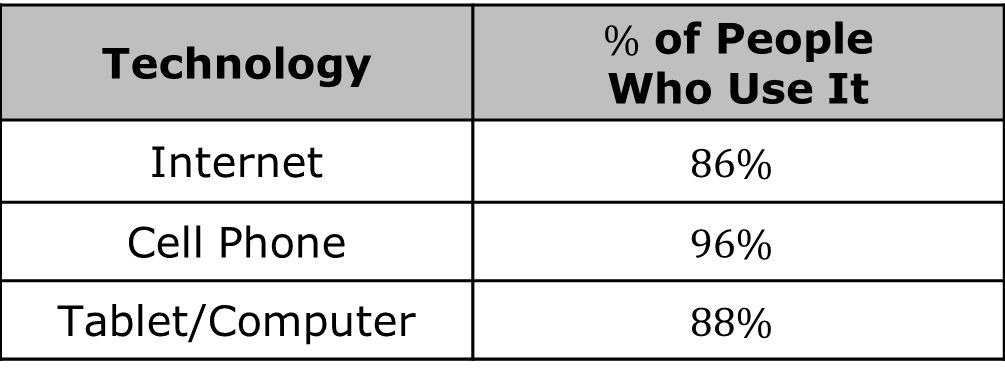 Technology
% of People
Who Use It
Internet
86%
Cell Phone
96%
Tablet/Computer
88%